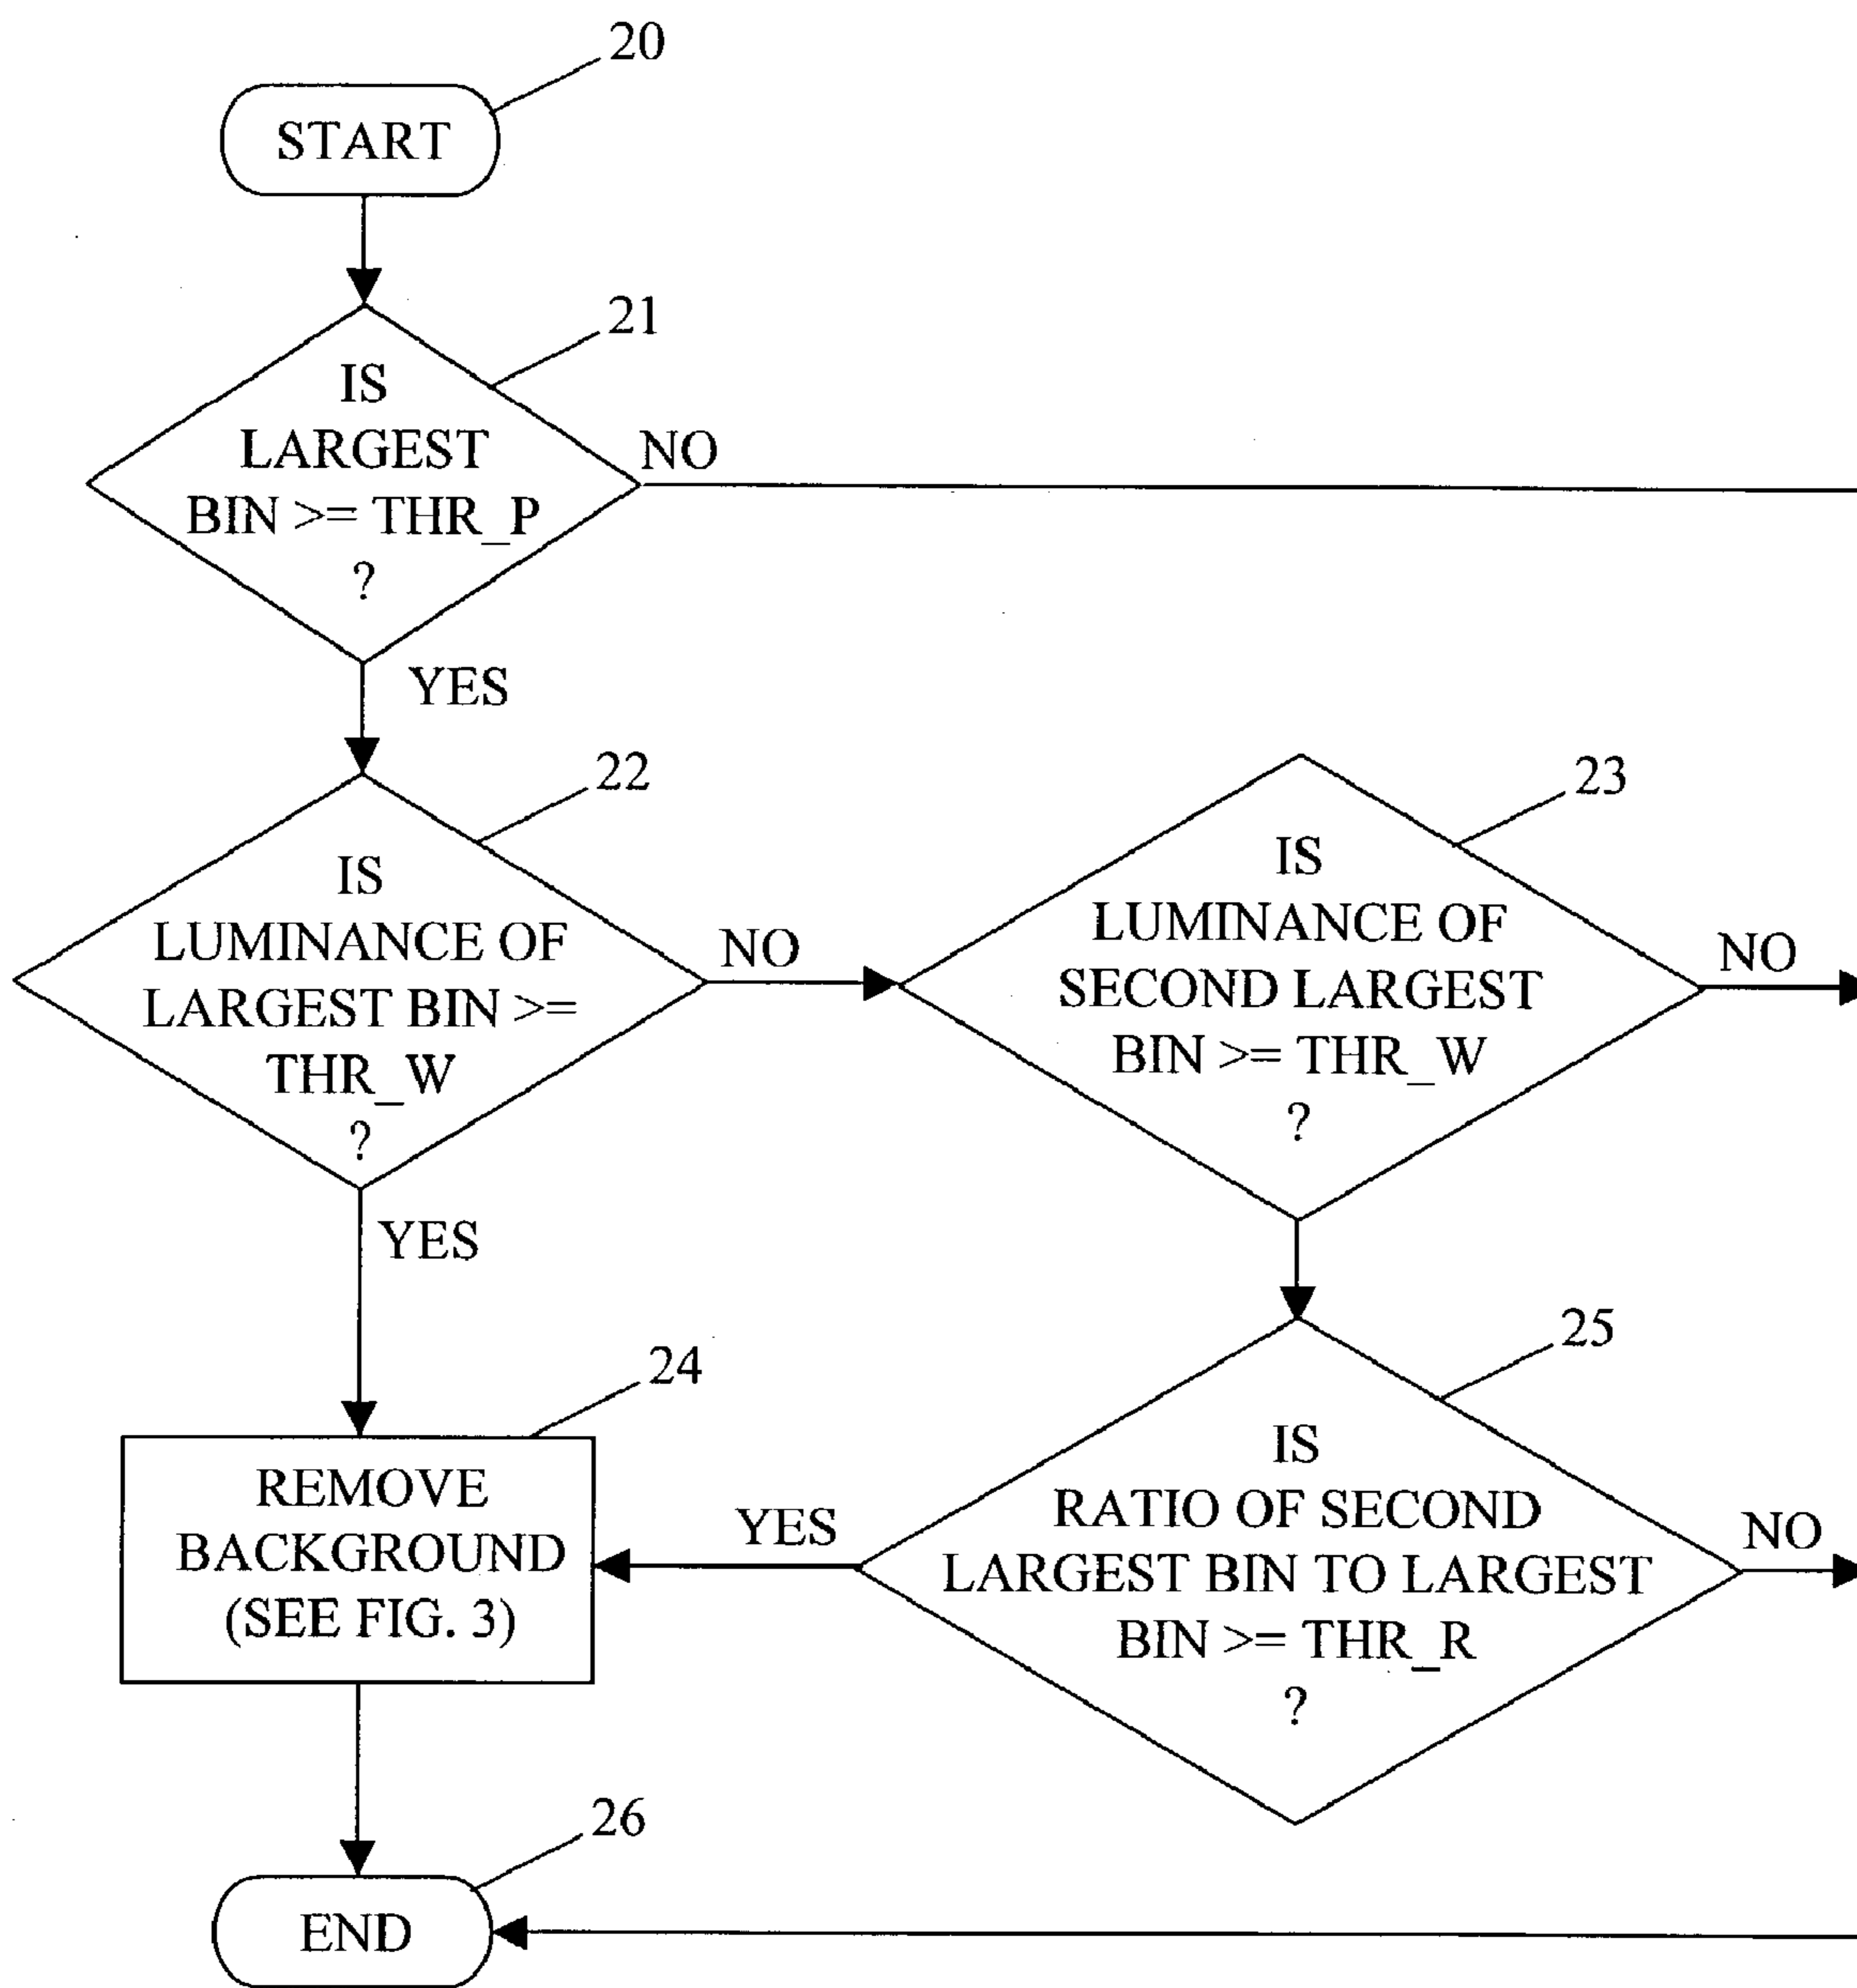 20
START
21
IS
LARGEST
BIN >= THR_P
?
NO
YES
22
IS
LUMINANCE OF
LARGEST BIN >=
THR_W
?
NO
YES
23
IS
LUMINANCE OF
SECOND LARGEST
BIN >= THR_W
?
NO
24
REMOVE
BACKGROUND
(SEE FIG. 3)
25
IS
RATIO OF SECOND
LARGEST BIN TO LARGEST
BIN >= THR_R
?
YES
NO
26
END